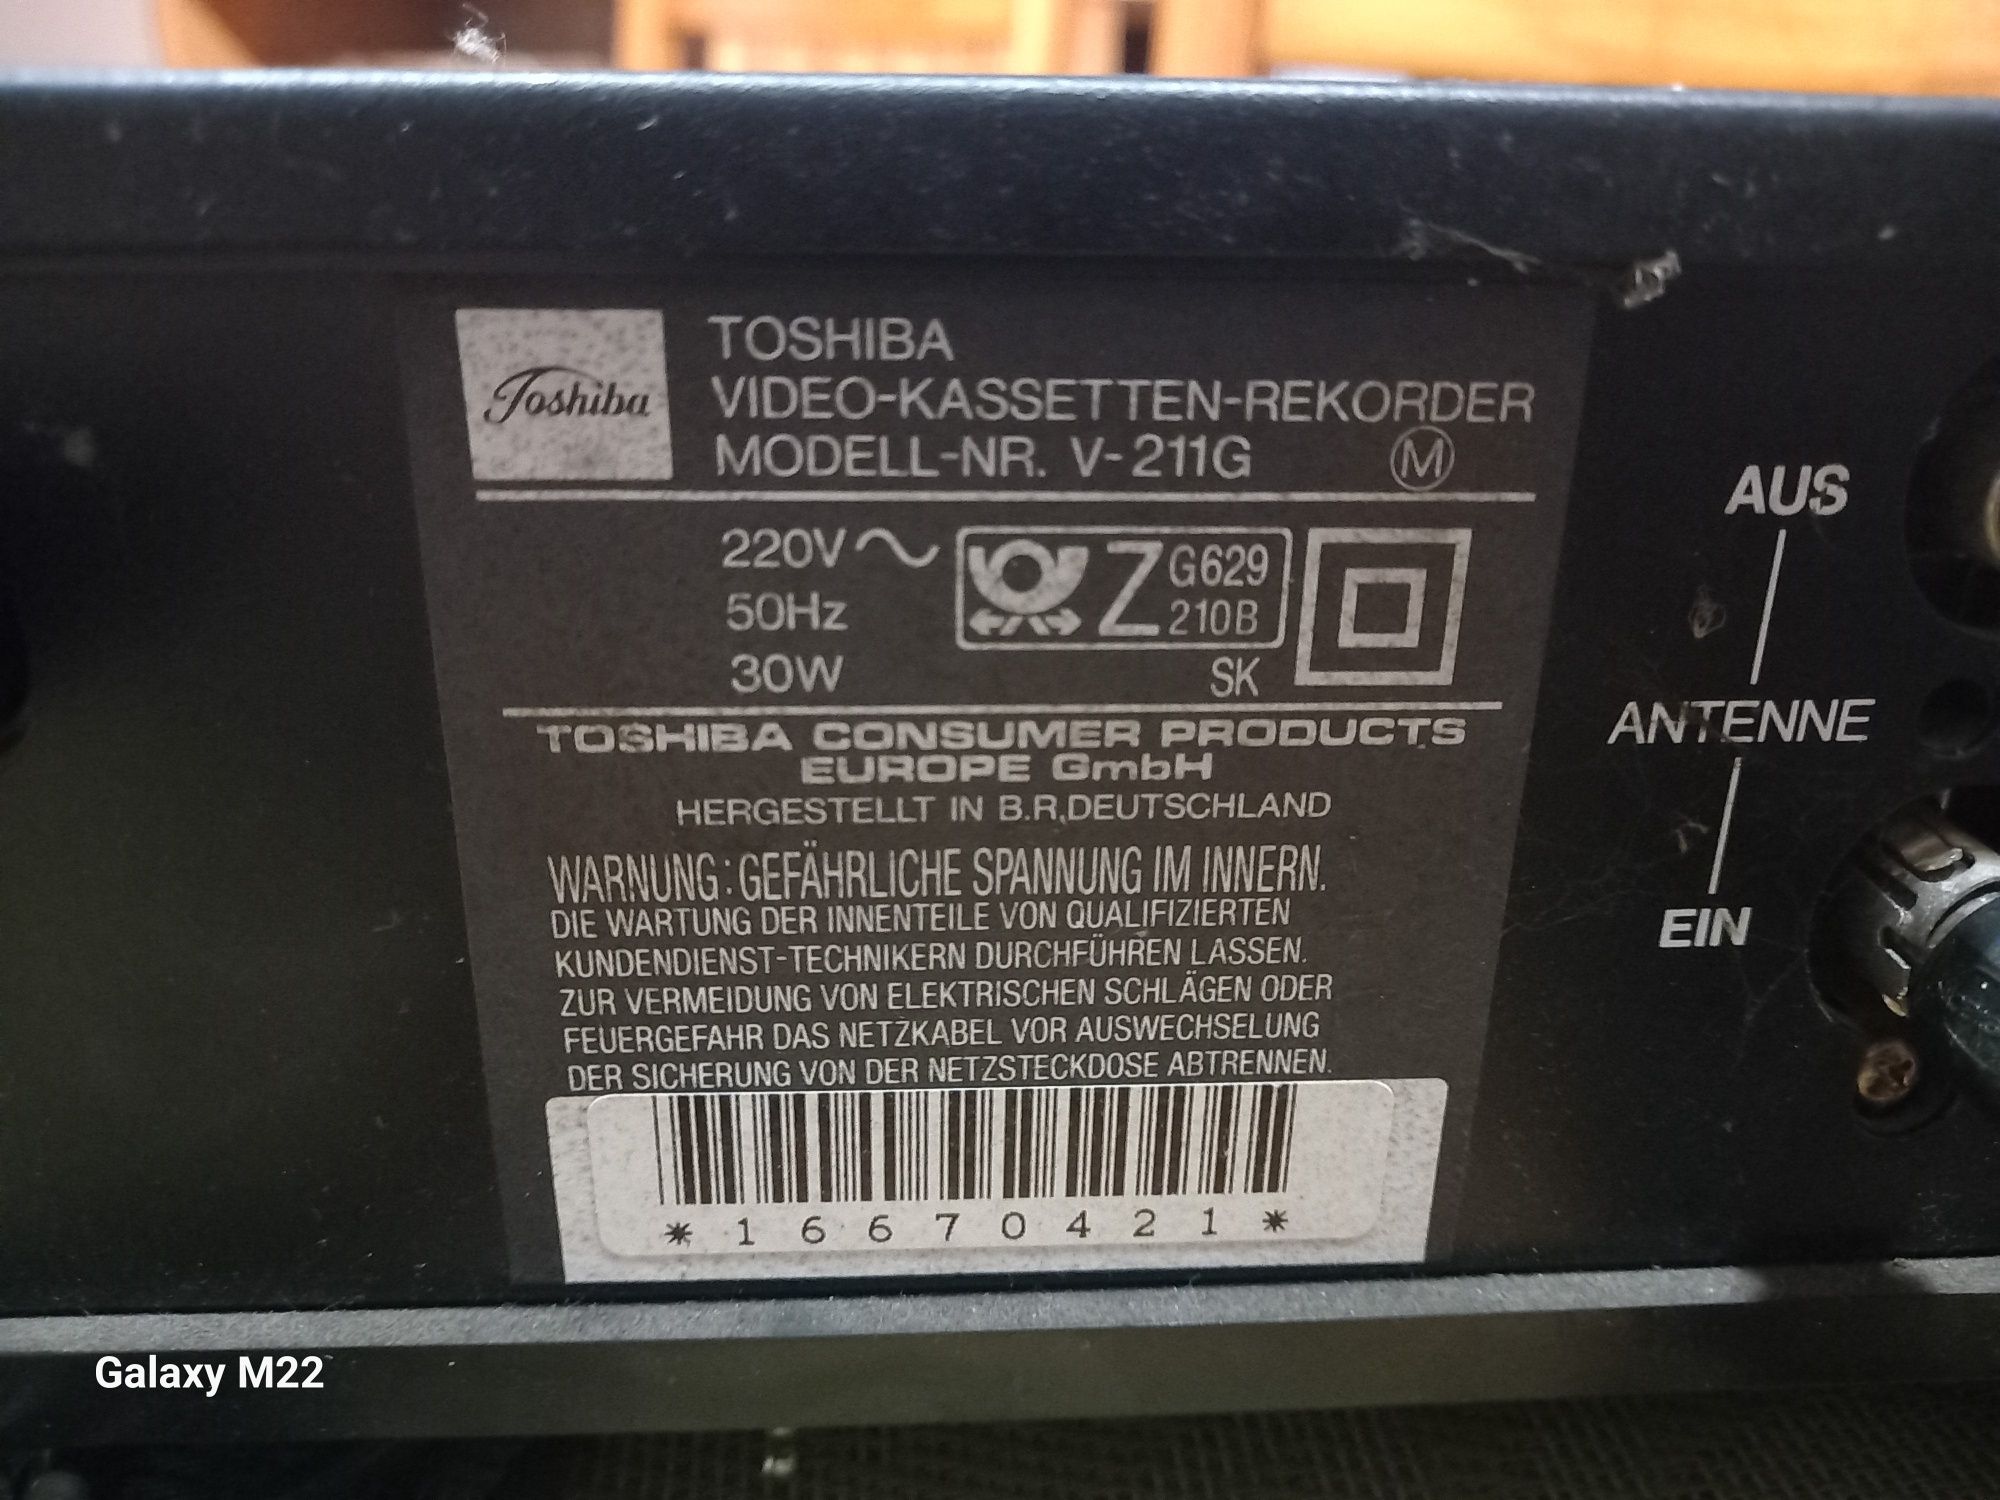 Toshiba
TOSHIBA
VIDEO-KASSETTEN-REKORDER
MODELL-NR. V-211G
M
220V~
50Hz
30W
Z G629
210B
SK
TOSHIBA CONSUMER PRODUCTS
EUROPE GmbH
HERGESTELLT IN B.R.DEUTSCHLAND
WARNUNG: GEFÄHRLICHE SPANNUNG IM INNERN.
DIE WARTUNG DER INNENTEILE VON QUALIFIZIERTEN
KUNDENDIENST-TECHNIKERN DURCHFÜHREN LASSEN.
ZUR VERMEIDUNG VON ELEKTRISCHEN SCHLÄGEN ODER
FEUERGEFAHR DAS NETZKABEL VOR AUSWECHSELUNG
DER SICHERUNG VON DER NETZSTECKDOSE ABTRENNEN.
*16670421*
AUS
ANTENNE
EIN
Galaxy M22